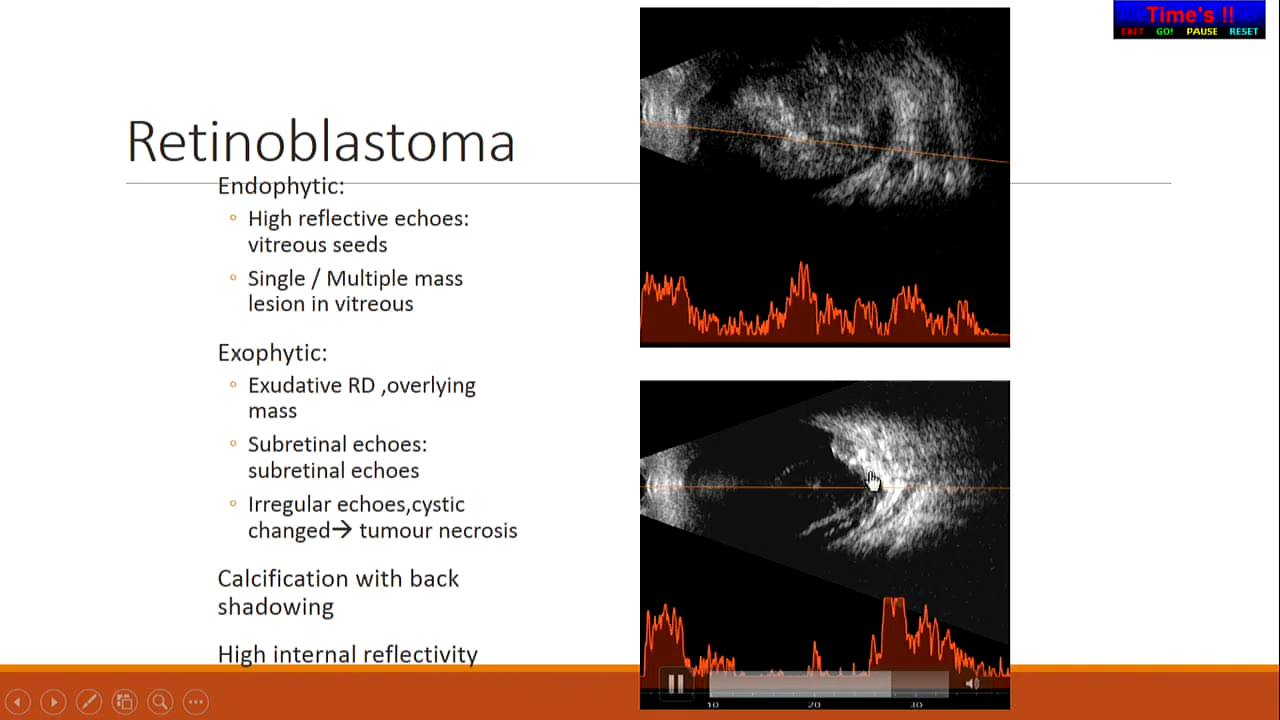 Time's !!
EXIT GO! PAUSE RESET
Retinoblastoma
Endophytic:
◦ High reflective echoes:
vitreous seeds
◦ Single / Multiple mass
lesion in vitreous
Exophytic:
◦ Exudative RD ,overlying
mass
◦ Subretinal echoes:
subretinal echoes
◦ Irregular echoes,cystic
changed→ tumour necrosis
Calcification with back
shadowing
High internal reflectivity
10 20 30